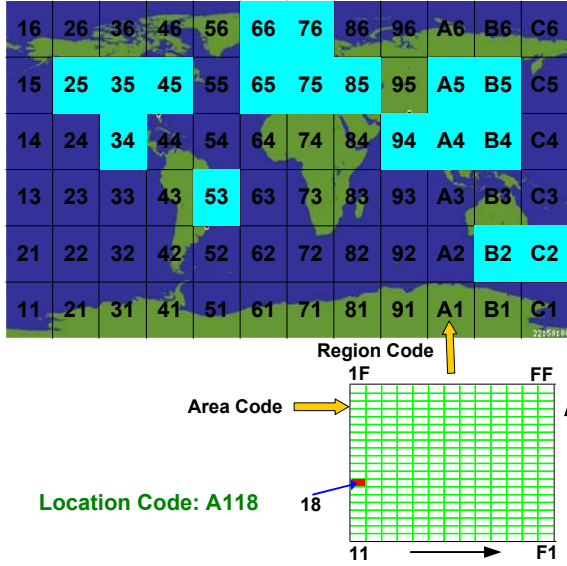 16 26 36 46 56 66 76 86 96 A6 B6 C6
15 25 35 45 55 65 75 85 95 A5 B5 C5
14 24 34 44 54 64 74 84 94 A4 B4 C4
13 23 33 43 53 63 73 83 93 A3 B3 C3
21 22 32 42 52 62 72 82 92 A2 B2 C2
11 21 31 41 51 61 71 81 91 A1 B1 C1
Region Code
1F FF
Area Code
Location Code: A118
18
11 F1